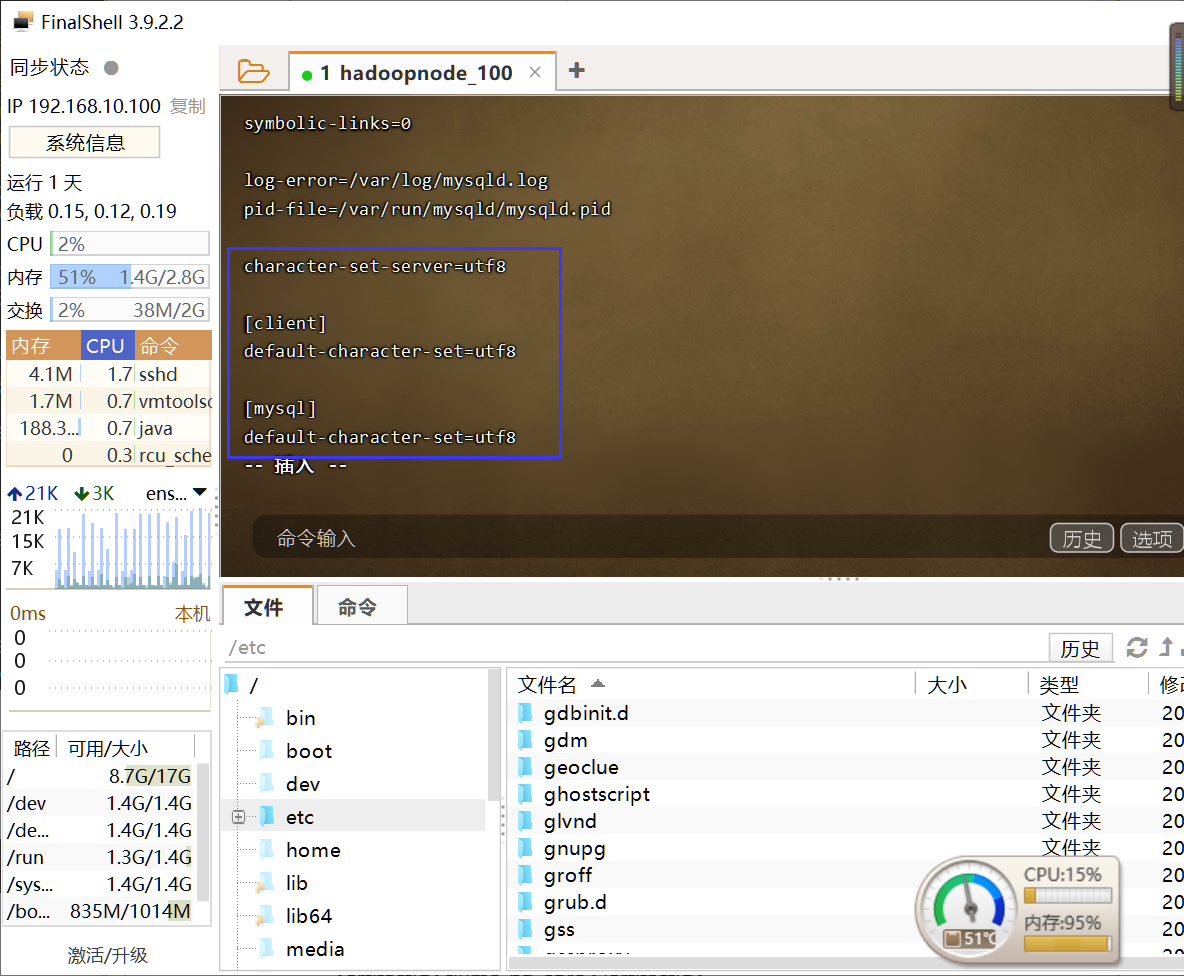 FinalShell 3.9.2.2
同步状态
IP 192.168.10.100 复制
系统信息
运行 1 天
负载 0.15, 0.12, 0.19
CPU 2%
内存 51% 1.4G/2.8G
交换 2% 38M/2G
内存 CPU 命令
4.1M 1.7 sshd
1.7M 0.7 vmtoolsc
188.3... 0.7 java
0 0.3 rcu_sche
21K 3K ens...
21K
15K
7K
0ms 本机
0
0
0
路径 可用/大小
/ 8.7G/17G
/dev 1.4G/1.4G
/de... 1.4G/1.4G
/run 1.3G/1.4G
/sys... 1.4G/1.4G
/bo... 835M/1014M
激活/升级
1 hadoopnode_100 × +
symbolic-links=0
log-error=/var/log/mysqld.log
pid-file=/var/run/mysqld/mysqld.pid
character-set-server=utf8
[client]
default-character-set=utf8
[mysql]
default-character-set=utf8
-- 插入 --
命令输入 历史 选项
文件 命令
/etc 历史
/
bin
boot
dev
etc
home
lib
lib64
media
文件名 大小 类型 修
gdbinit.d 文件夹 20
gdm 文件夹 20
geoclue 文件夹 20
ghostscript 文件夹 20
glvnd 文件夹 20
gnupg 文件夹 20
groff 20
grub.d 20
gss 20
CPU:15%
内存:95%
51℃